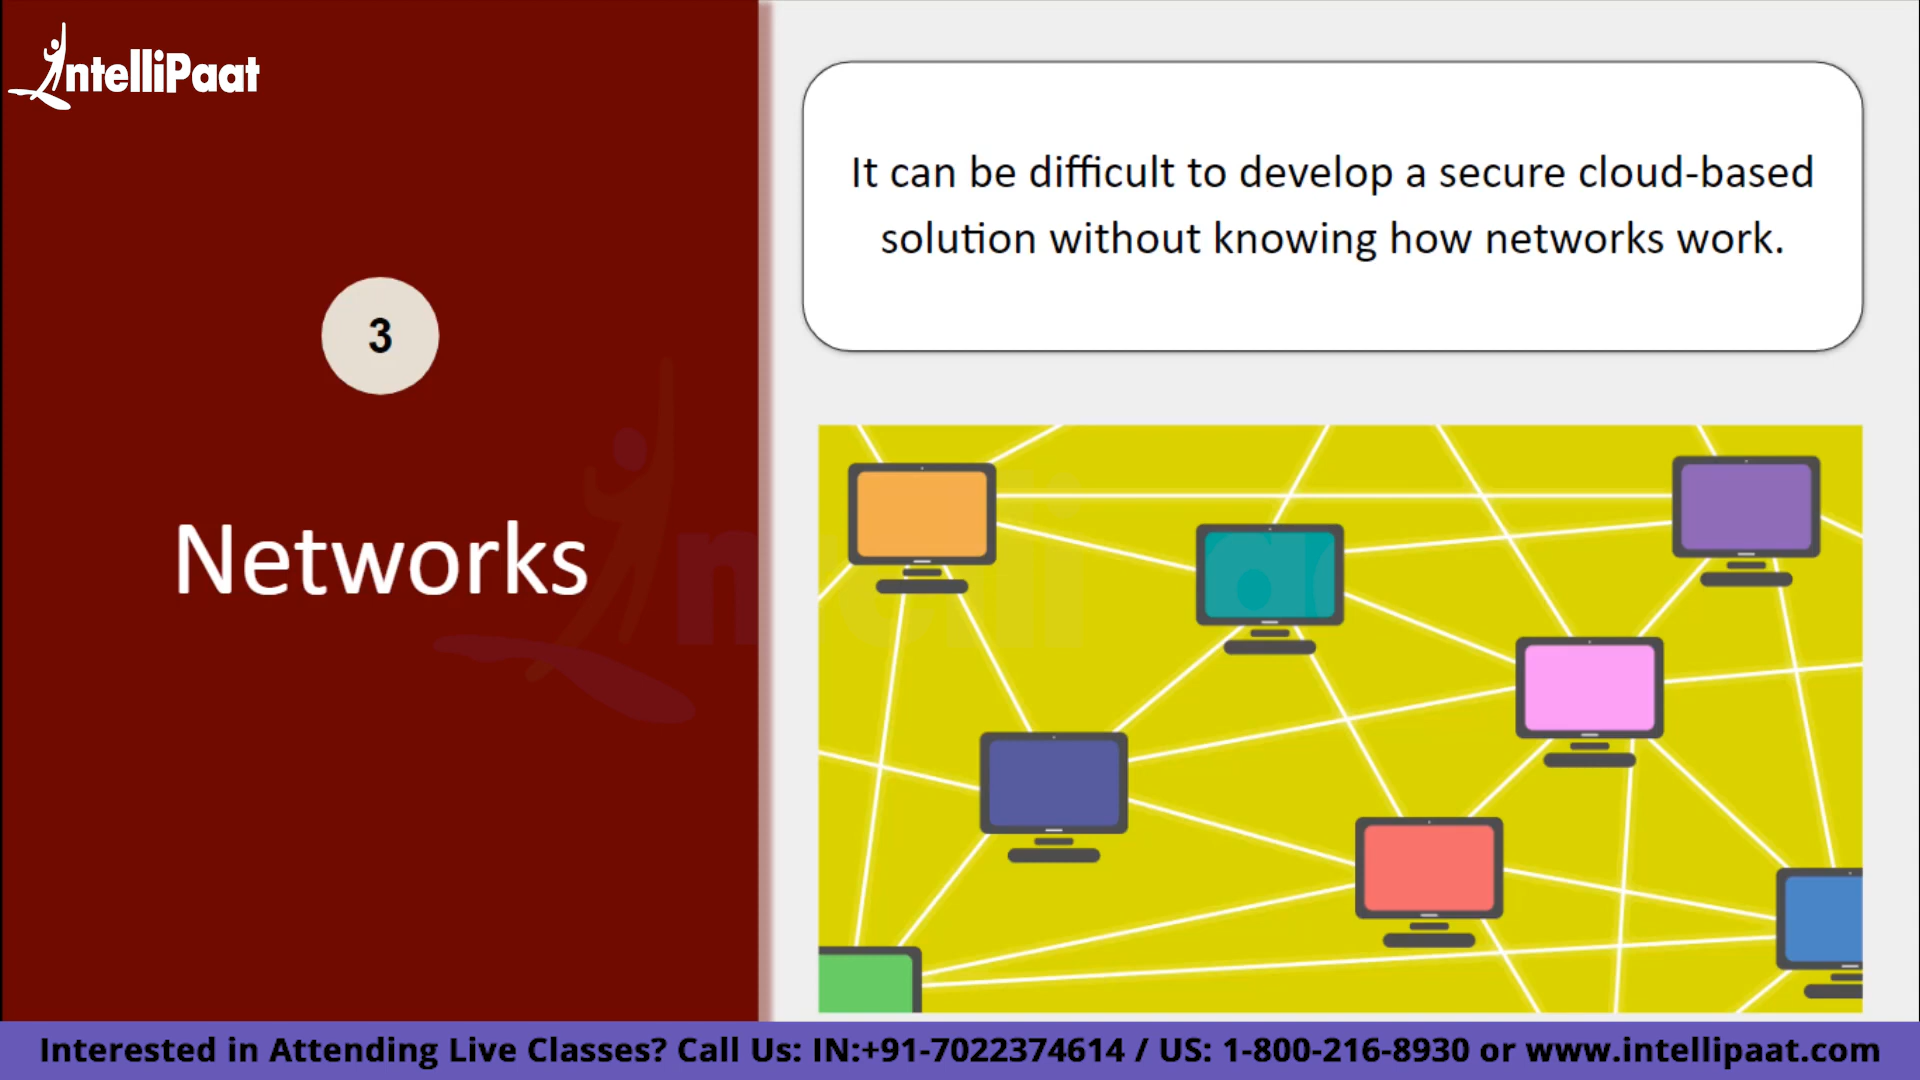 IntelliPaat
3
Networks
It can be difficult to develop a secure cloud-based
solution without knowing how networks work.
Interested in Attending Live Classes? Call Us: IN:+91-7022374614 / US: 1-800-216-8930 or www.intellipaat.com